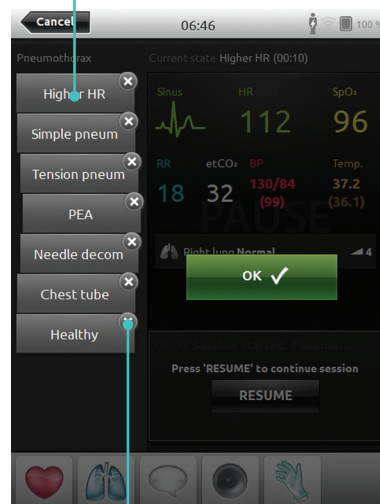 Cancel
06:46
100 %
Pneumothorax
Current state Higher HR (00:10)
Higher HR
Simple pneum
Tension pneum
PEA
Needle decom
Chest tube
Healthy
Sinus
HR
SpO₂
112
96
RR
etCO₂
BP
Temp.
18
32
130/84
(99)
37.2
(36.1)
PAUSE
Right lung Normal
4
OK
Press 'RESUME' to continue session
RESUME